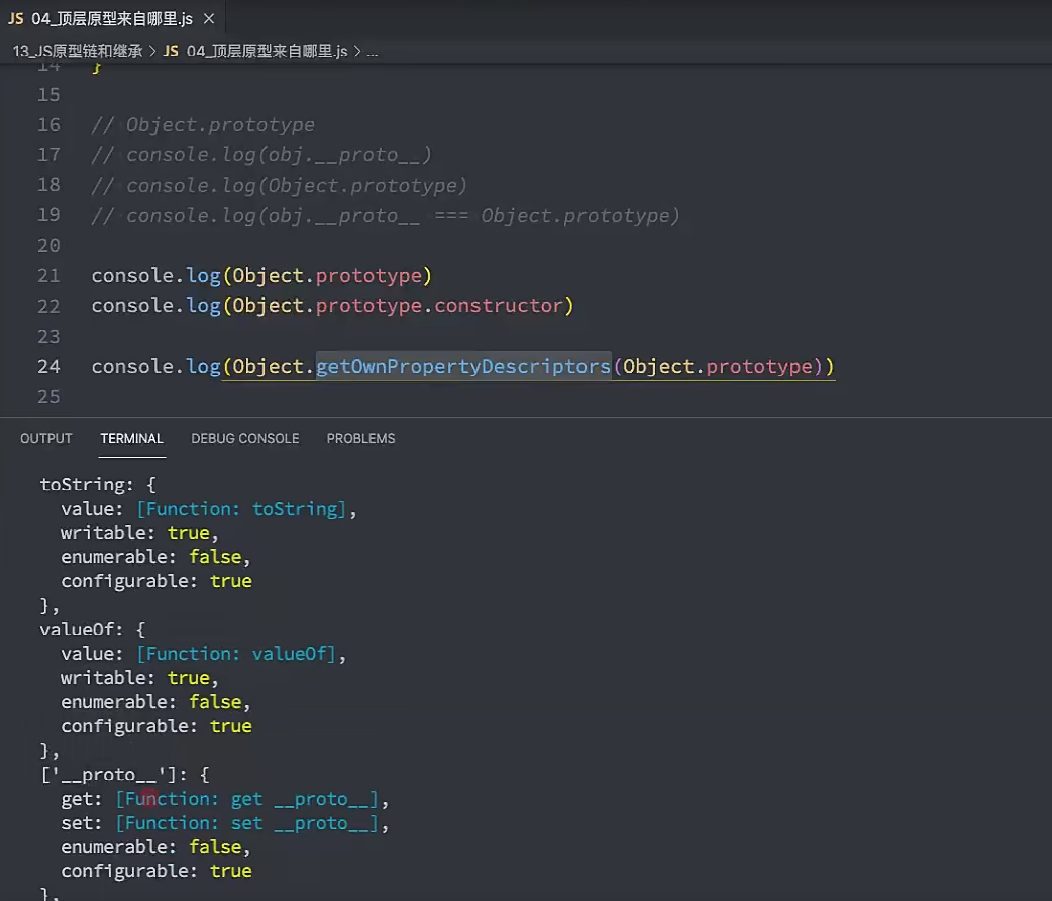 JS 04_顶层原型来自哪里.js ×
13_JS原型链和继承 > JS 04_顶层原型来自哪里.js > ...
14 }
15
16 // Object.prototype
17 // console.log(obj.__proto__)
18 // console.log(Object.prototype)
19 // console.log(obj.__proto__ === Object.prototype)
20
21 console.log(Object.prototype)
22 console.log(Object.prototype.constructor)
23
24 console.log(Object.getOwnPropertyDescriptors(Object.prototype))
25
OUTPUT TERMINAL DEBUG CONSOLE PROBLEMS
toString: {
value: [Function: toString],
writable: true,
enumerable: false,
configurable: true
},
valueOf: {
value: [Function: valueOf],
writable: true,
enumerable: false,
configurable: true
},
['__proto__']: {
get: [Function: get __proto__],
set: [Function: set __proto__],
enumerable: false,
configurable: true
},